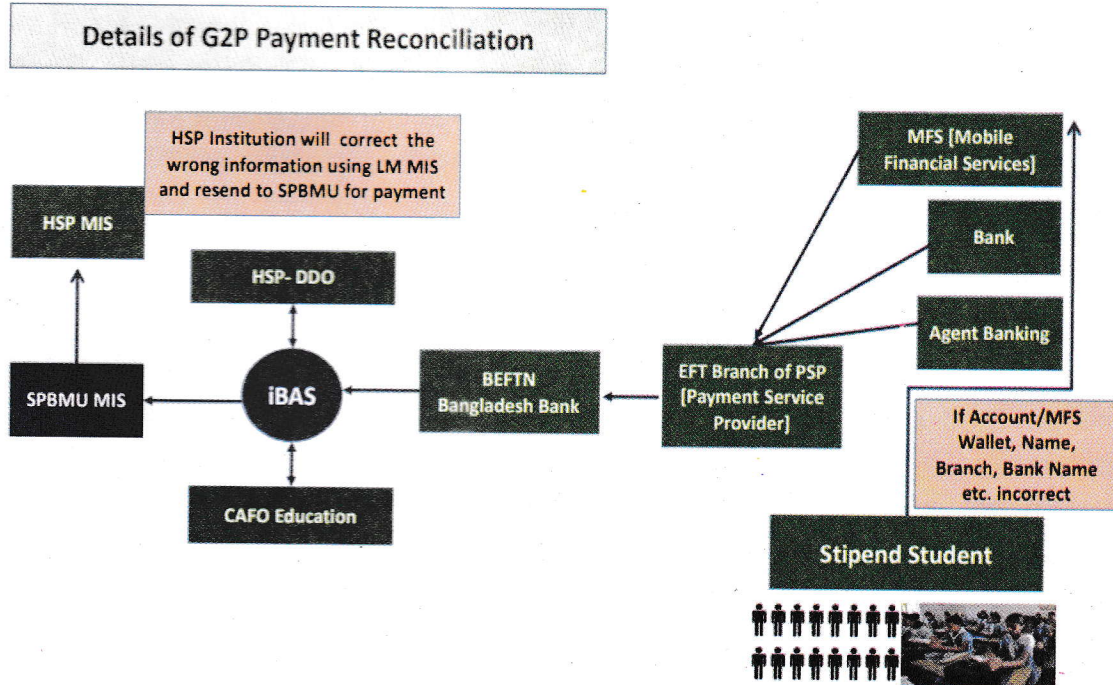 Details of G2P Payment Reconciliation
HSP Institution will correct the
wrong information using LM MIS
and resend to SPBMU for payment
HSP MIS
HSP- DDO
SPBMU MIS
iBAS
CAFO Education
BEFTN
Bangladesh Bank
EFT Branch of PSP
[Payment Service
Provider]
MFS [Mobile
Financial Services]
Bank
Agent Banking
If Account/MFS
Wallet, Name,
Branch, Bank Name
etc. incorrect
Stipend Student